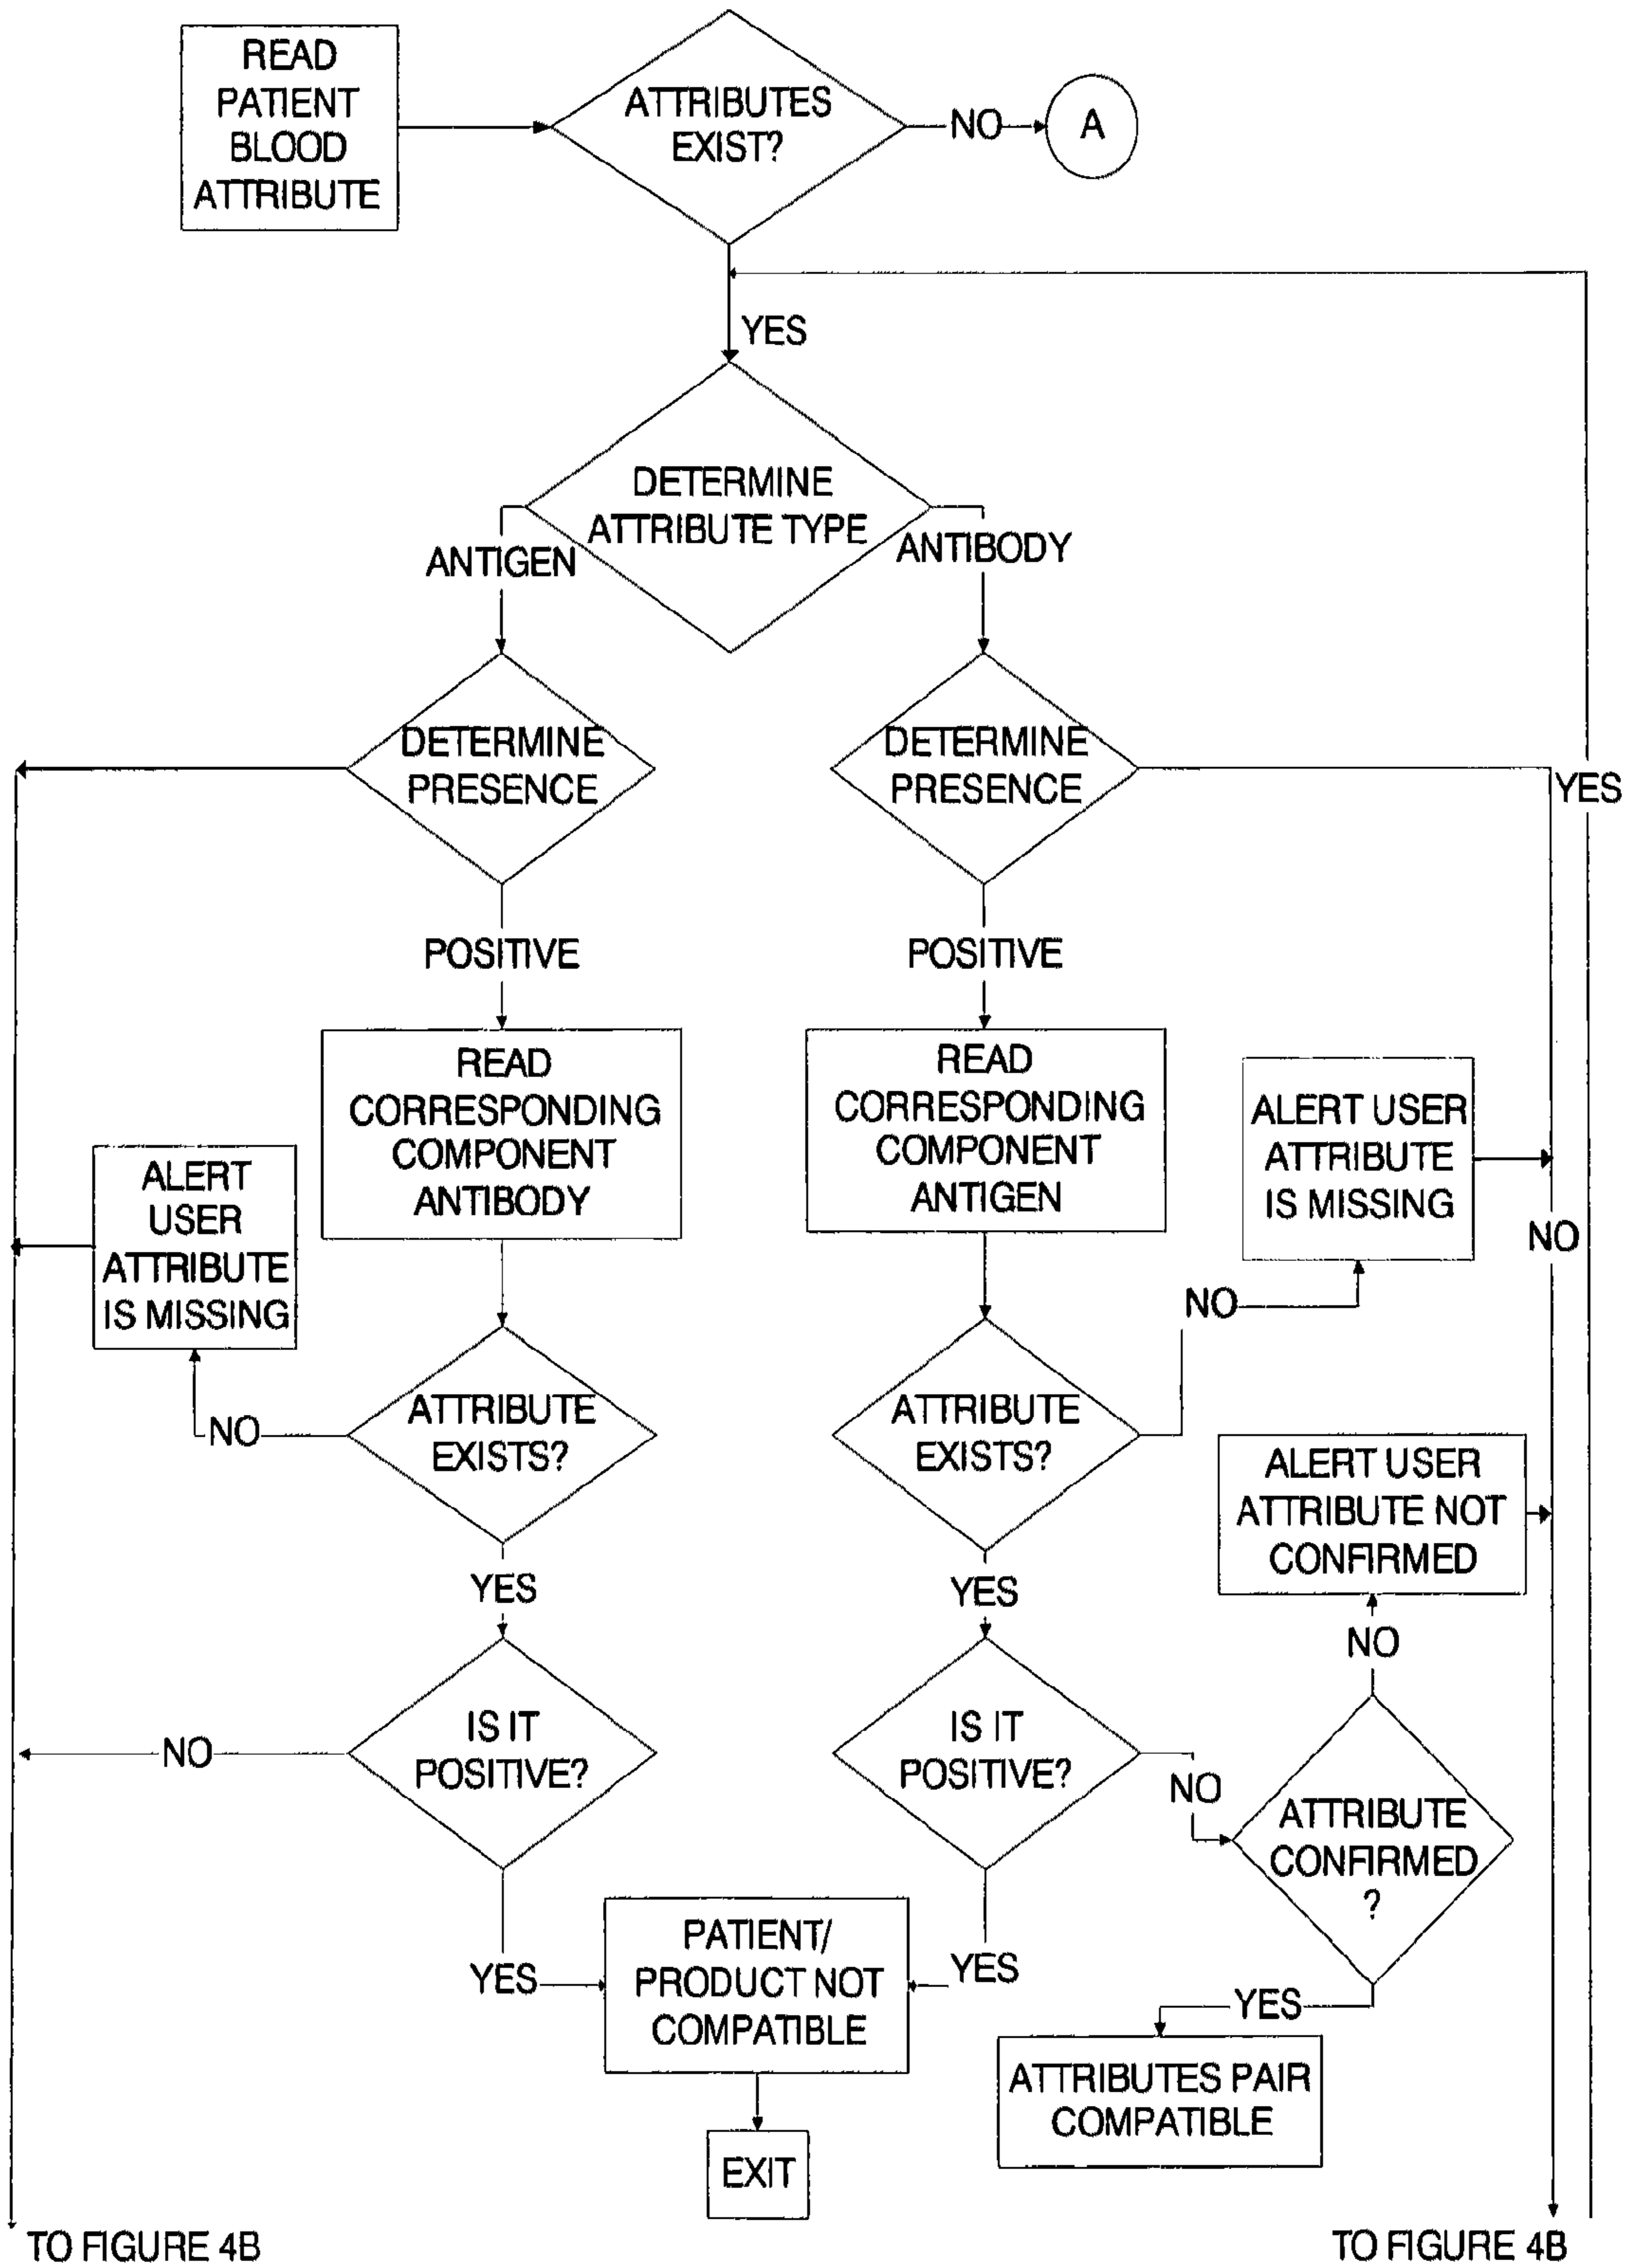 READ
PATIENT
BLOOD
ATTRIBUTE
ATTRIBUTES
EXIST?
NO
A
YES
DETERMINE
ATTRIBUTE TYPE
ANTIGEN
ANTIBODY
DETERMINE
PRESENCE
DETERMINE
PRESENCE
YES
POSITIVE
POSITIVE
READ
CORRESPONDING
COMPONENT
ANTIBODY
READ
CORRESPONDING
COMPONENT
ANTIGEN
ALERT USER
ATTRIBUTE
IS MISSING
ALERT
USER
ATTRIBUTE
IS MISSING
NO
NO
ATTRIBUTE
EXISTS?
NO
ATTRIBUTE
EXISTS?
ALERT USER
ATTRIBUTE NOT
CONFIRMED
YES
YES
NO
IS IT
POSITIVE?
NO
IS IT
POSITIVE?
NO
ATTRIBUTE
CONFIRMED
?
PATIENT/
PRODUCT NOT
COMPATIBLE
YES
YES
YES
ATTRIBUTES PAIR
COMPATIBLE
EXIT
TO FIGURE 4B
TO FIGURE 4B